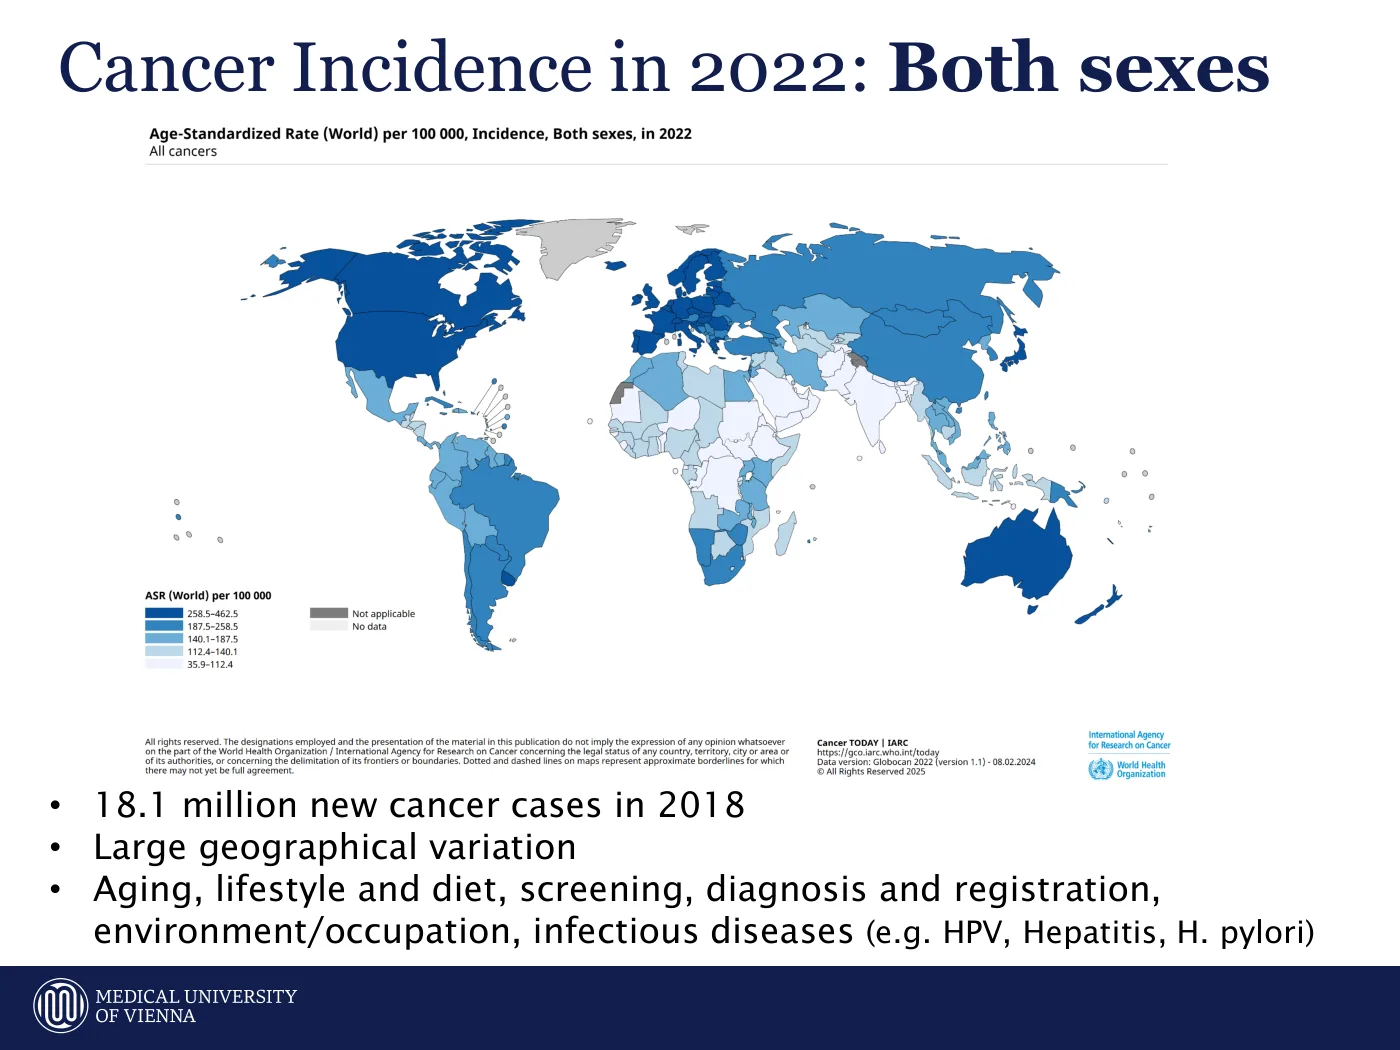 Cancer Incidence in 2022: Both sexes
Age-Standardized Rate (World) per 100 000, Incidence, Both sexes, in 2022
All cancers
ASR (World) per 100 000
258.5–462.5
187.5–258.5
140.1–187.5
112.4–140.1
35.9–112.4
Not applicable
No data
All rights reserved. The designations employed and the presentation of the material in this publication do not imply the expression of any opinion whatsoever
on the part of the World Health Organization / International Agency for Research on Cancer concerning the legal status of any country, territory, city or area or
of its authorities, or concerning the delimitation of its frontiers or boundaries. Dotted and dashed lines on maps represent approximate borderlines for which
there may not yet be full agreement.
Cancer TODAY | IARC
https://gco.iarc.who.int/today
Data version: Globocan 2022 (version 1.1) - 08.02.2024
© All Rights Reserved 2025
International Agency
for Research on Cancer
World Health
Organization
• 18.1 million new cancer cases in 2018
• Large geographical variation
• Aging, lifestyle and diet, screening, diagnosis and registration,
environment/occupation, infectious diseases (e.g. HPV, Hepatitis, H. pylori)
MEDICAL UNIVERSITY
OF VIENNA